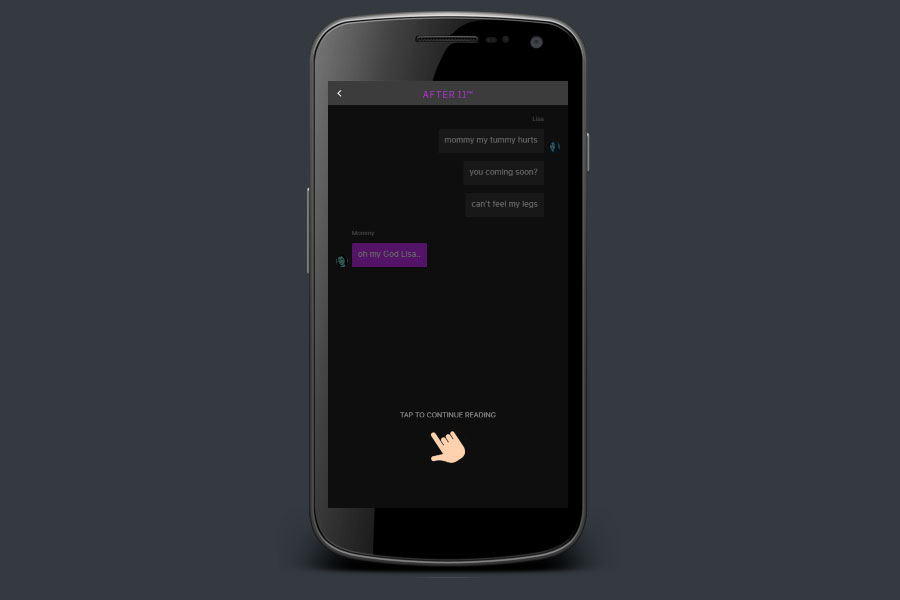 AFTER 11™
Lisa
mommy my tummy hurts
you coming soon?
can't feel my legs
Mommy
oh my God Lisa..
TAP TO CONTINUE READING